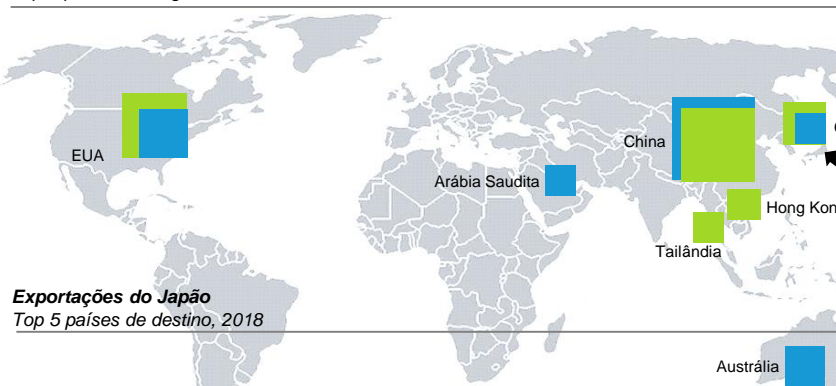 China
EUA
Arábia Saudita
Hong Kon
Tailândia
Exportações do Japão
Top 5 países de destino, 2018
Austrália